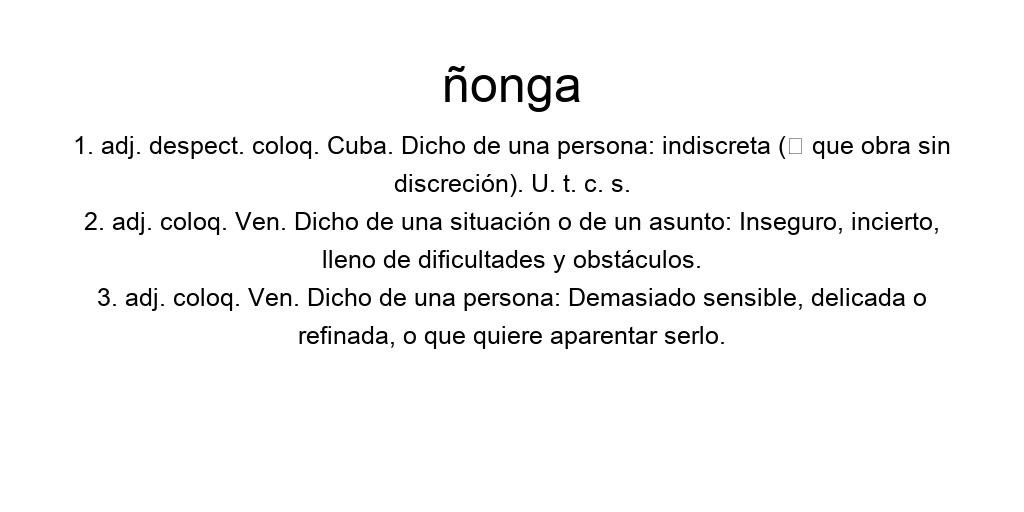 ñonga
1. adj. despect. coloq. Cuba. Dicho de una persona: indiscreta (□ que obra sin
discreción). U. t. c. s.
2. adj. coloq. Ven. Dicho de una situación o de un asunto: Inseguro, incierto,
lleno de dificultades y obstáculos.
3. adj. coloq. Ven. Dicho de una persona: Demasiado sensible, delicada o
refinada, o que quiere aparentar serlo.